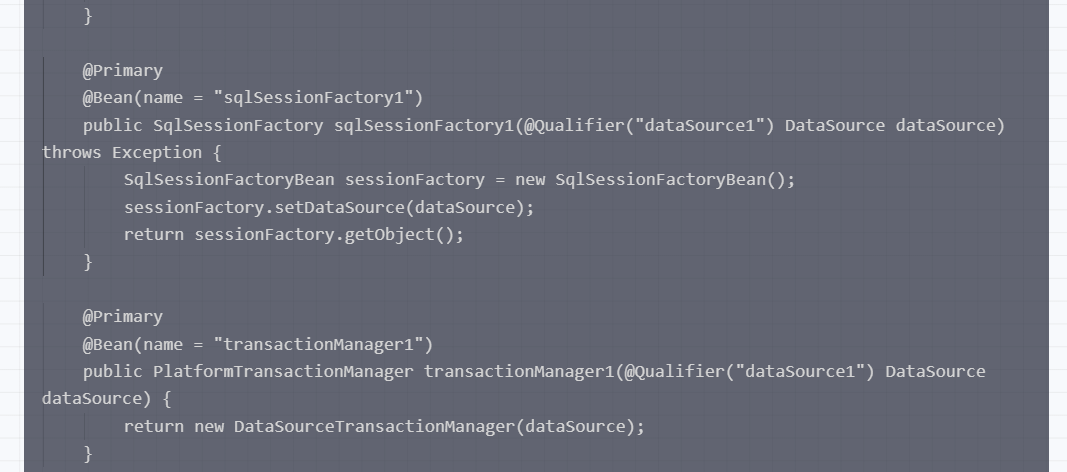 }
@Primary
@Bean(name = "sqlSessionFactory1")
public SqlSessionFactory sqlSessionFactory1(@Qualifier("dataSource1") DataSource dataSource)
throws Exception {
SqlSessionFactoryBean sessionFactory = new SqlSessionFactoryBean();
sessionFactory.setDataSource(dataSource);
return sessionFactory.getObject();
}
@Primary
@Bean(name = "transactionManager1")
public PlatformTransactionManager transactionManager1(@Qualifier("dataSource1") DataSource
dataSource) {
return new DataSourceTransactionManager(dataSource);
}